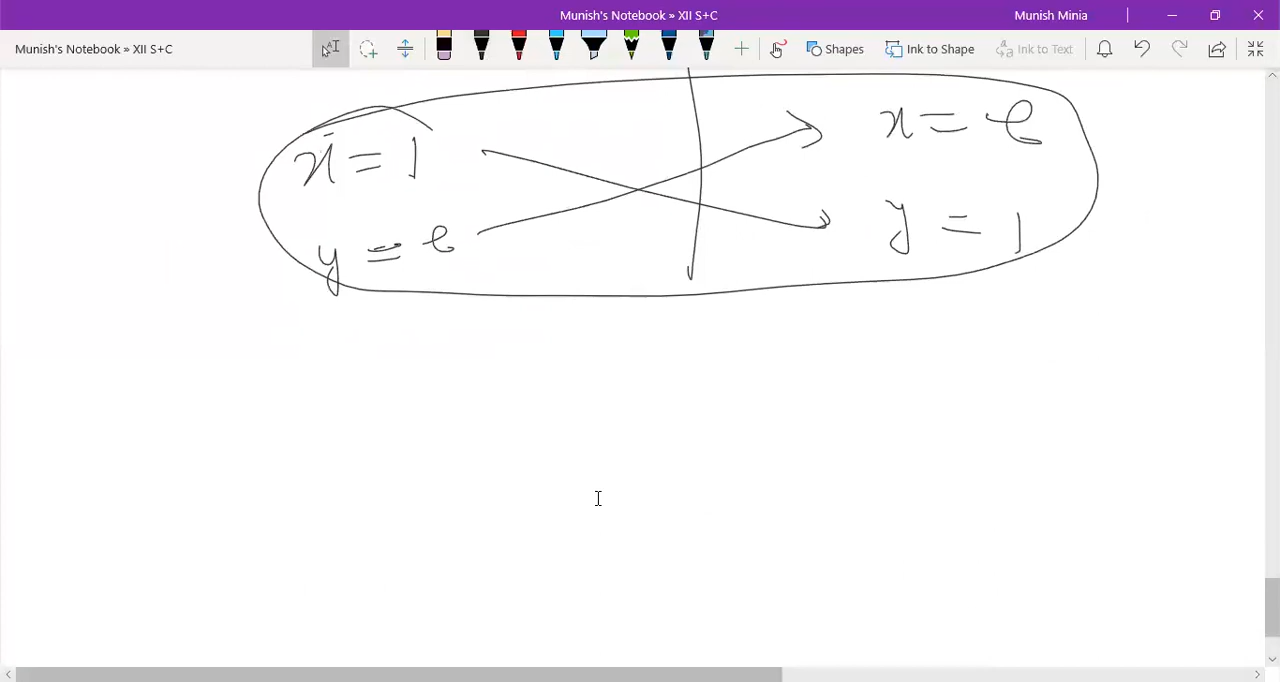 Munish's Notebook » XII S+C
Munish Minia
Munish's Notebook » XII S+C
Shapes
Ink to Shape
Ink to Text
x = 1
x = e
y = e
y = 1